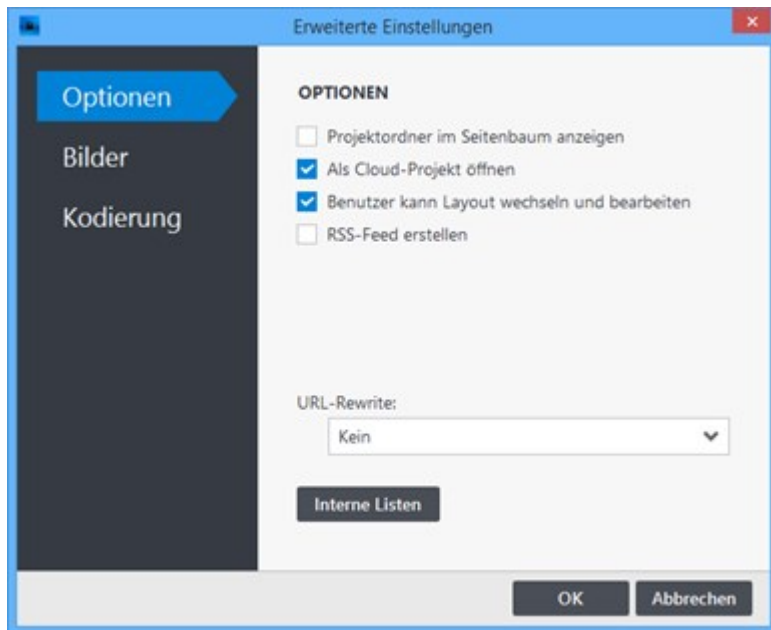 Erweiterte Einstellungen
Optionen
Bilder
Kodierung
OPTIONEN
Projektordner im Seitenbaum anzeigen
Als Cloud-Projekt öffnen
Benutzer kann Layout wechseln und bearbeiten
RSS-Feed erstellen
URL-Rewrite:
Kein
Interne Listen
OK
Abbrechen